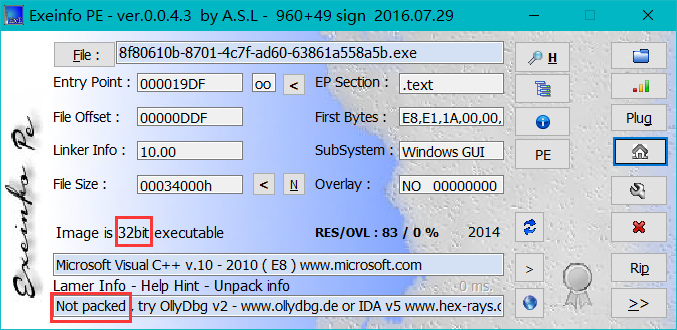 Exeinfo PE - ver.0.0.4.3 by A.S.L - 960+49 sign 2016.07.29
File : 8f80610b-8701-4c7f-ad60-63861a558a5b.exe H
Entry Point : 000019DF oo < EP Section : .text
File Offset : 00000DDF First Bytes : E8,E1,1A,00,00, Plug
Linker Info : 10.00 SubSystem : Windows GUI PE
File Size : 00034000h < N Overlay : NO 00000000
Image is 32bit executable RES/OVL : 83 / 0 % 2014
Microsoft Visual C++ v.10 - 2010 ( E8 ) www.microsoft.com > Rip
Lamer Info - Help Hint - Unpack info 0 ms.
Not packed , try OllyDbg v2 - www.ollydbg.de or IDA v5 www.hex-rays.c >>
Exeinfo Pe